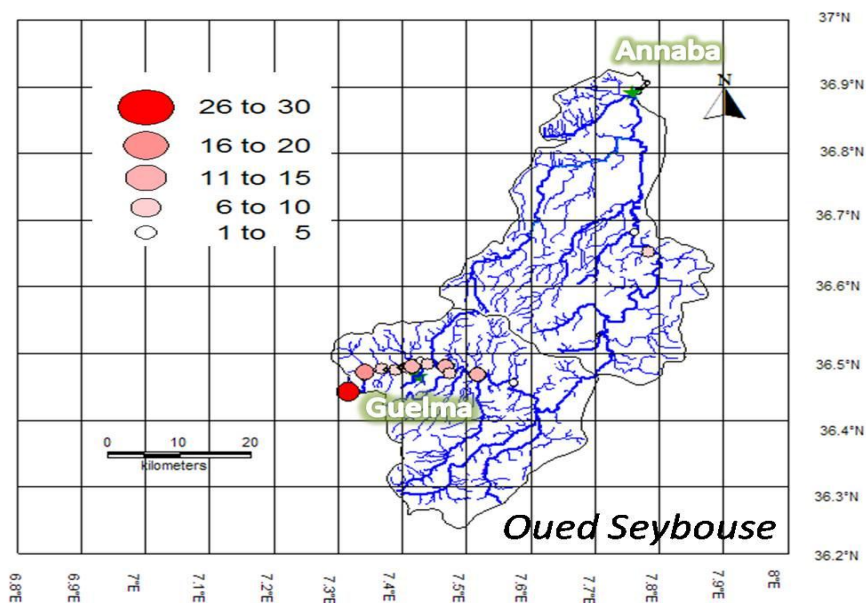 37°N
Annaba
N
36.9°N
26 to 30
16 to 20
36.8°N
11 to 15
6 to 10
36.7°N
1 to 5
36.6°N
36.5°N
Guelma
36.4°N
0 10 20
kilometers
36.3°N
Oued Seybouse
36.2°N
6.8°E 6.9°E 7°E 7.1°E 7.2°E 7.3°E 7.4°E 7.5°E 7.6°E 7.7°E 7.8°E 7.9°E 8°E